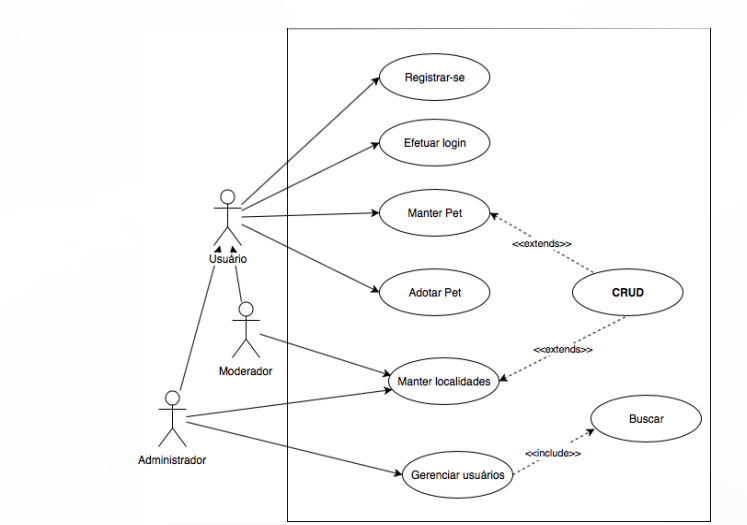 Registrar-se
Efetuar login
Manter Pet
<<extends>>
Usuário
Adotar Pet
CRUD
<<extends>>
Moderador
Manter localidades
Buscar
Administrador
<<include>>
Gerenciar usuários